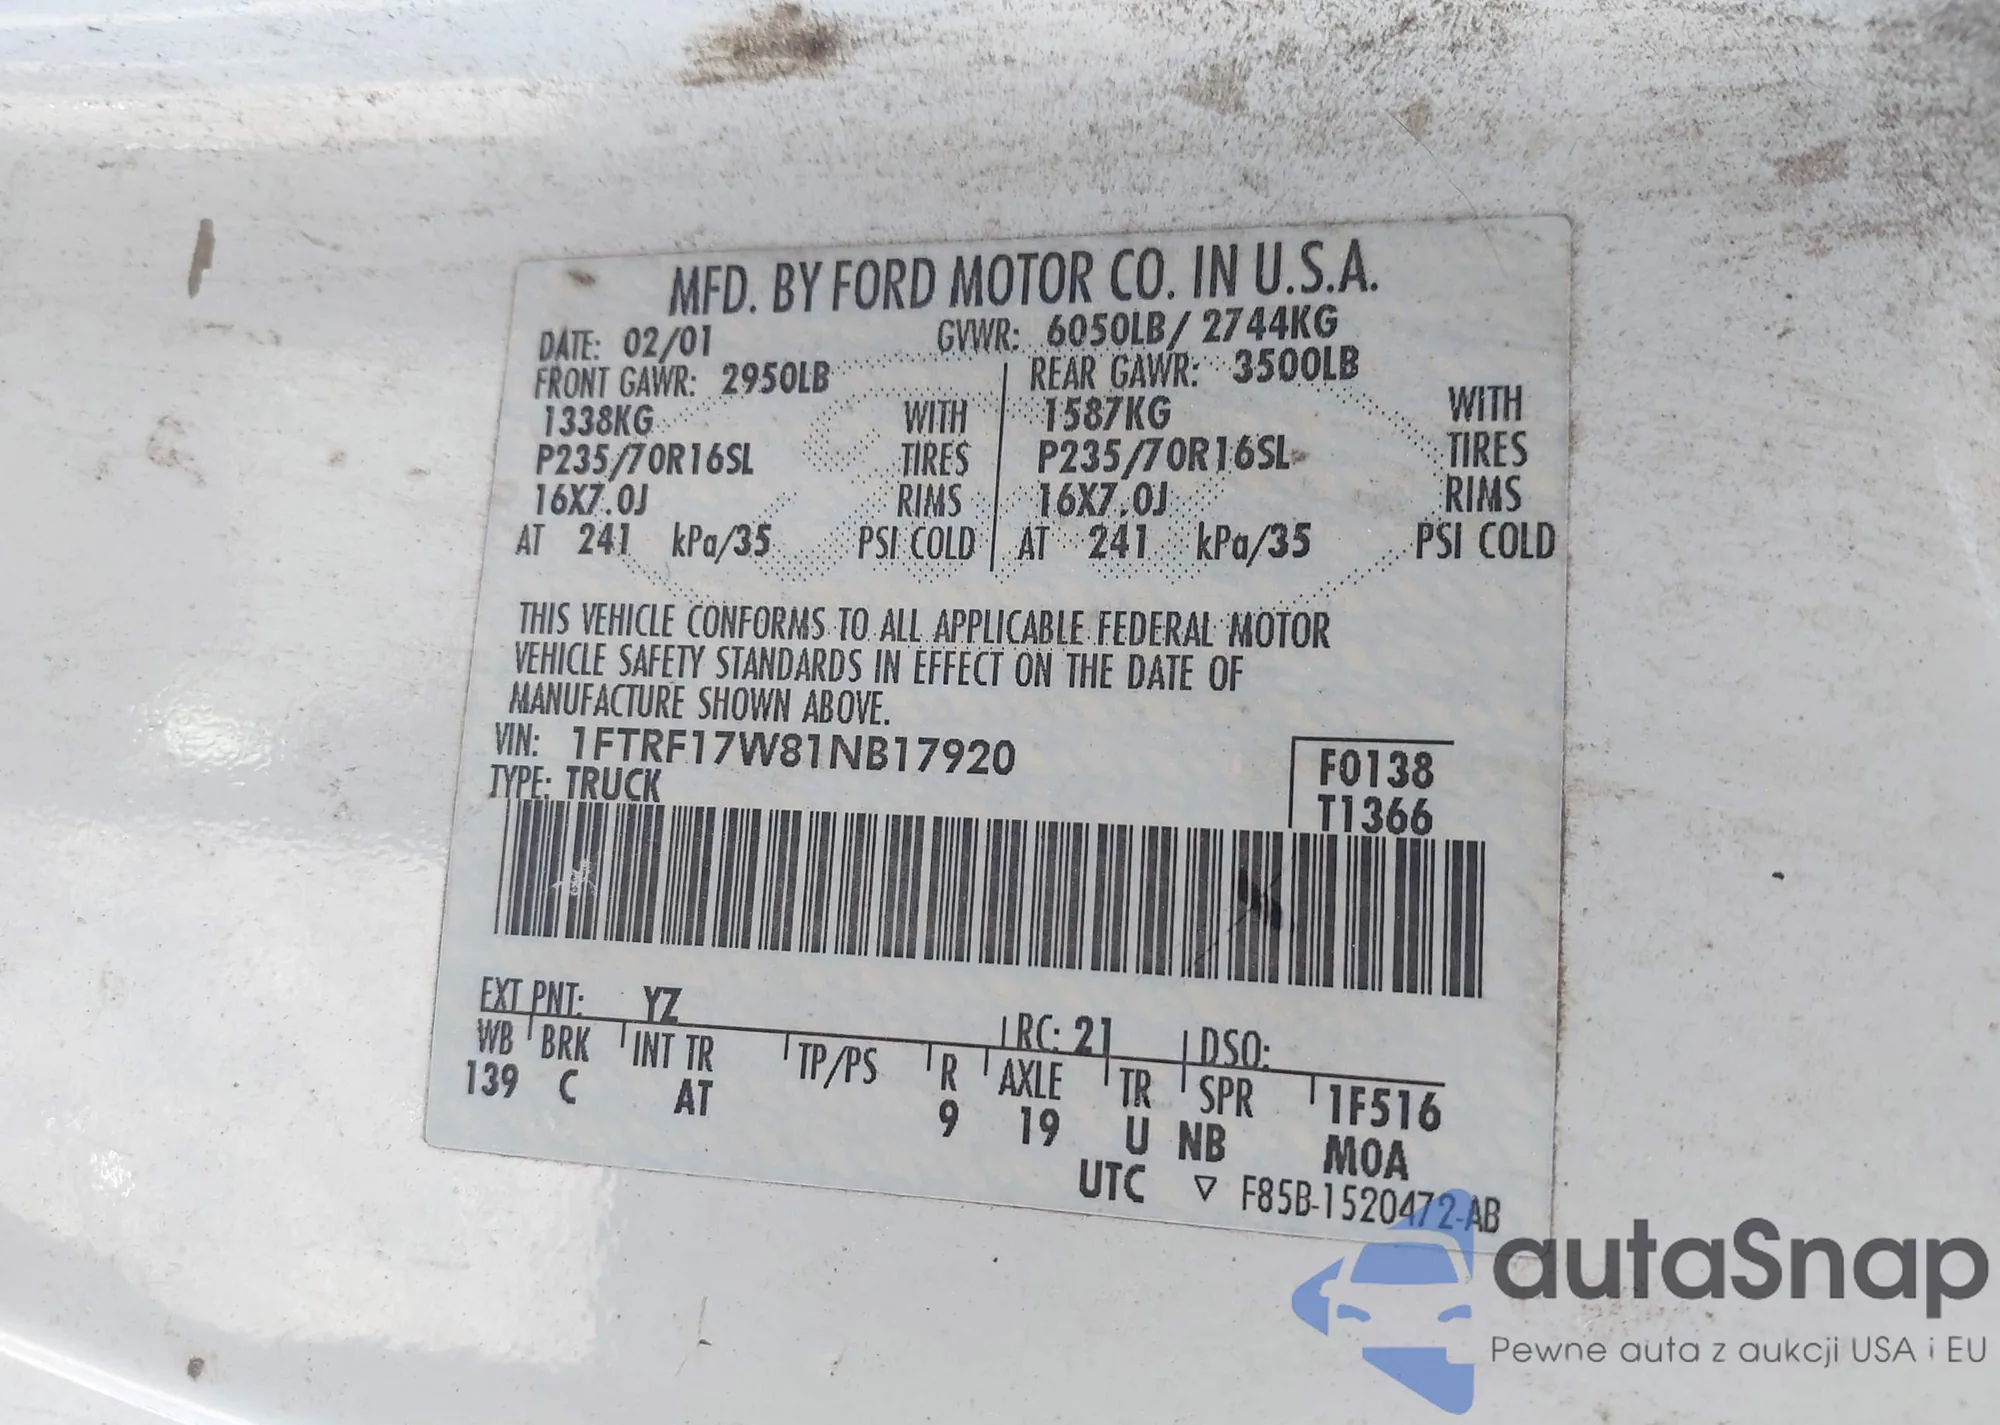 MFD. BY FORD MOTOR CO. IN U.S.A.
DATE: 02/01 GVWR: 6050LB/ 2744KG
FRONT GAWR: 2950LB REAR GAWR: 3500LB
1338KG WITH 1587KG WITH
P235/70R16SL TIRES P235/70R16SL TIRES
16X7.0J RIMS 16X7.0J RIMS
AT 241 kPa/35 PSI COLD AT 241 kPa/35 PSI COLD
THIS VEHICLE CONFORMS TO ALL APPLICABLE FEDERAL MOTOR
VEHICLE SAFETY STANDARDS IN EFFECT ON THE DATE OF
MANUFACTURE SHOWN ABOVE.
VIN: 1FTRF17W81NB17920 F0138
TYPE: TRUCK T1366
EXT PNT: YZ RC: 21 DSO:
WB BRK INT TR TP/PS R AXLE TR SPR 1F516
139 C AT 9 19 U NB MOA
UTC ▽ F85B-1520472-AB
autaSnap
Pewne auta z aukcji USA i EU